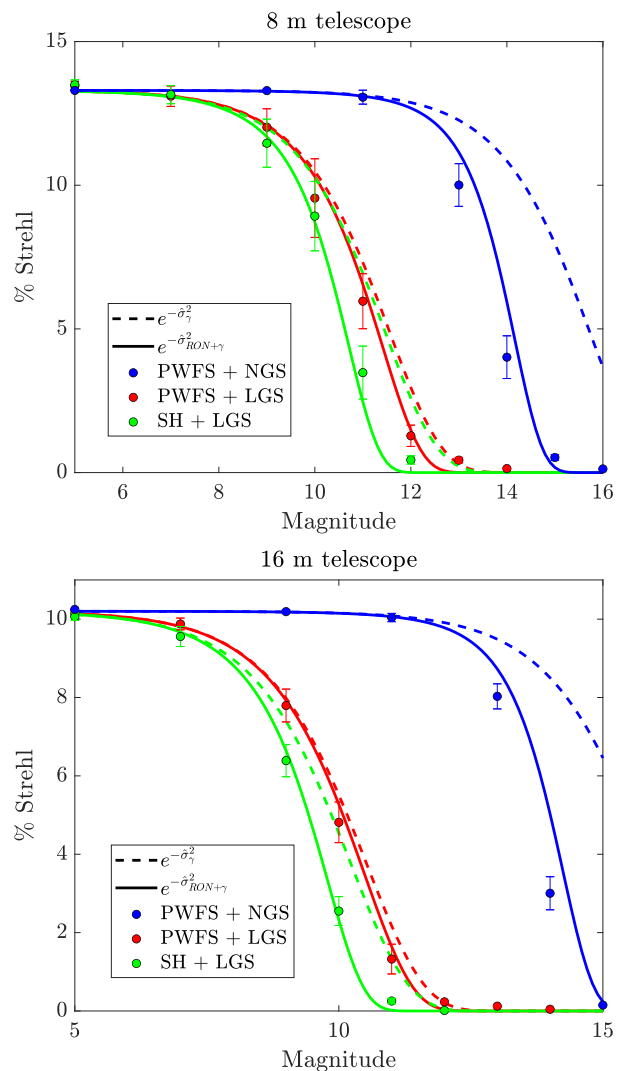 8 m telescope
15
10
5
0
% Strehl
$e^{-\hat{\sigma}^2_{\gamma}}$
$e^{-\hat{\sigma}^2_{RON+\gamma}}$
PWFS + NGS
PWFS + LGS
SH + LGS
6 8 10 12 14 16
Magnitude
16 m telescope
10
8
6
4
2
0
% Strehl
$e^{-\hat{\sigma}^2_{\gamma}}$
$e^{-\hat{\sigma}^2_{RON+\gamma}}$
PWFS + NGS
PWFS + LGS
SH + LGS
5 10 15
Magnitude